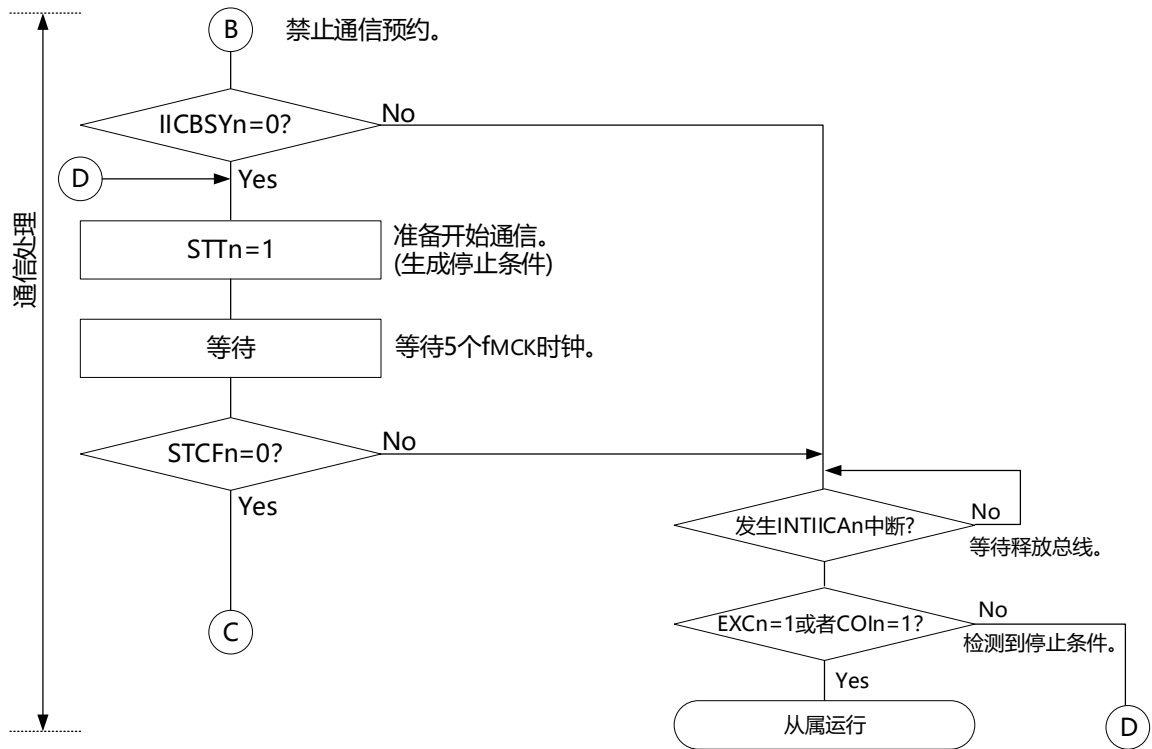 B
禁止通信预约。
IICBSYn=0?
No
D
Yes
通信处理
STTn=1
准备开始通信。
(生成停止条件)
等待
等待5个fMCK时钟。
STCFn=0?
No
Yes
发生INTIICAn中断?
No
等待释放总线。
C
EXCn=1或者COIn=1?
No
检测到停止条件。
Yes
从属运行
D